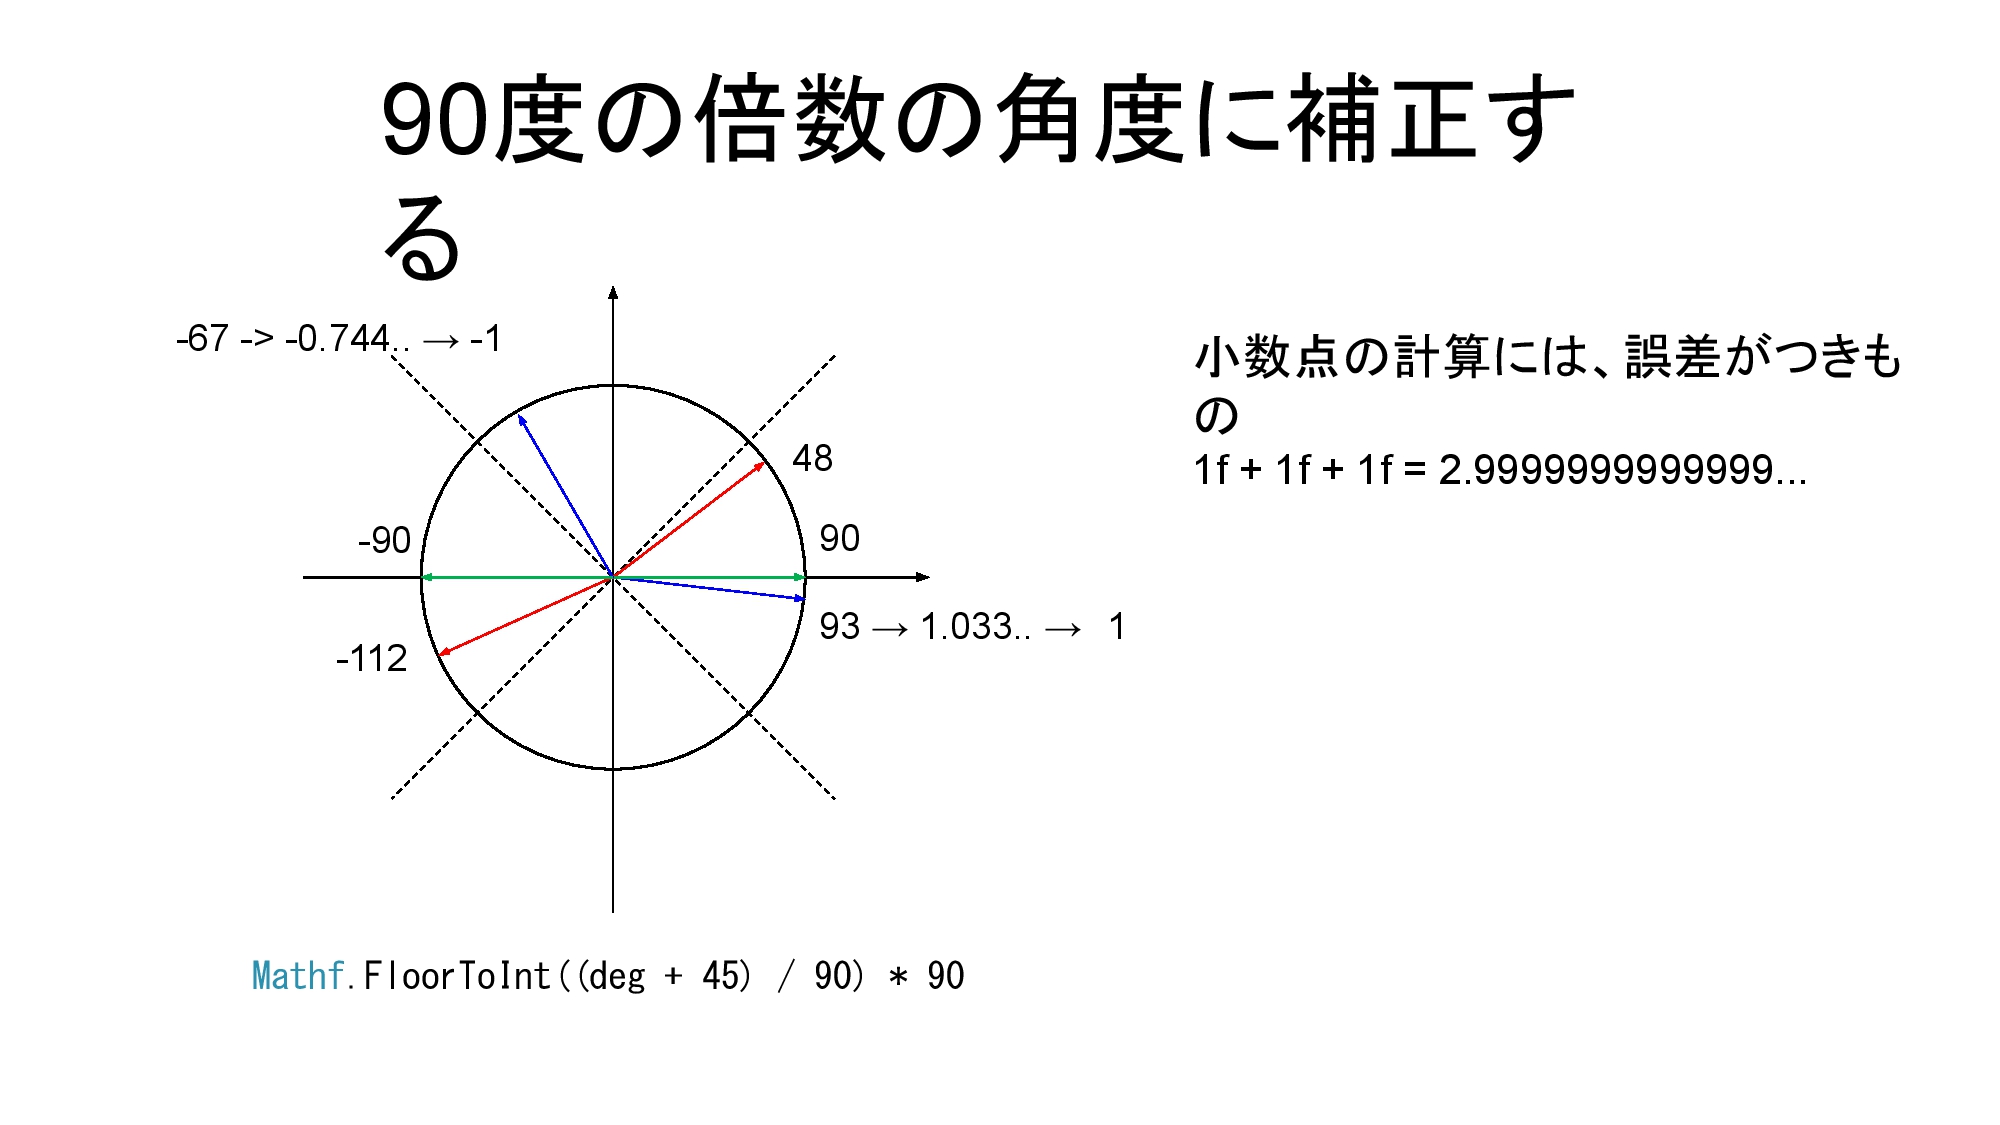 90度の倍数の角度に補正す
る
-67 -> -0.744.. → -1
小数点の計算には、誤差がつきも
の
1f + 1f + 1f = 2.9999999999999...
48
-90
90
93 → 1.033.. → 1
-112
Mathf.FloorToInt((deg + 45) / 90) * 90